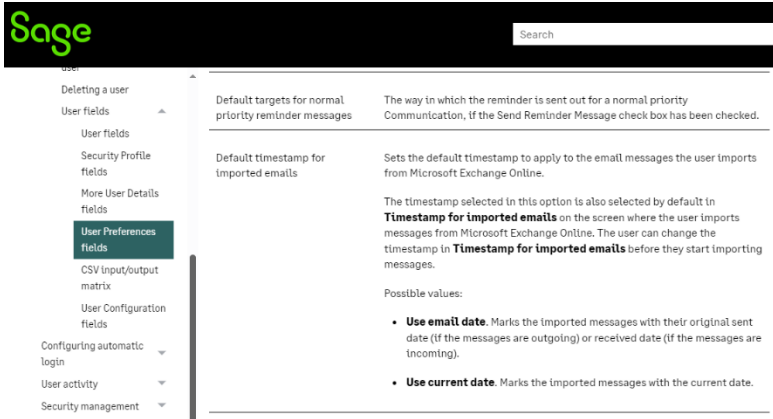 Sage
Search
user
Deleting a user
User fields
User fields
Security Profile
fields
More User Details
fields
User Preferences
fields
CSV input/output
matrix
User Configuration
fields
Configuring automatic
login
User activity
Security management
Default targets for normal
priority reminder messages
The way in which the reminder is sent out for a normal priority
Communication, if the Send Reminder Message check box has been checked.
Default timestamp for
imported emails
Sets the default timestamp to apply to the email messages the user imports
from Microsoft Exchange Online.
The timestamp selected in this option is also selected by default in
Timestamp for imported emails on the screen where the user imports
messages from Microsoft Exchange Online. The user can change the
timestamp in Timestamp for imported emails before they start importing
messages.
Possible values:
• Use email date. Marks the imported messages with their original sent
date (if the messages are outgoing) or received date (if the messages are
incoming).
• Use current date. Marks the imported messages with the current date.